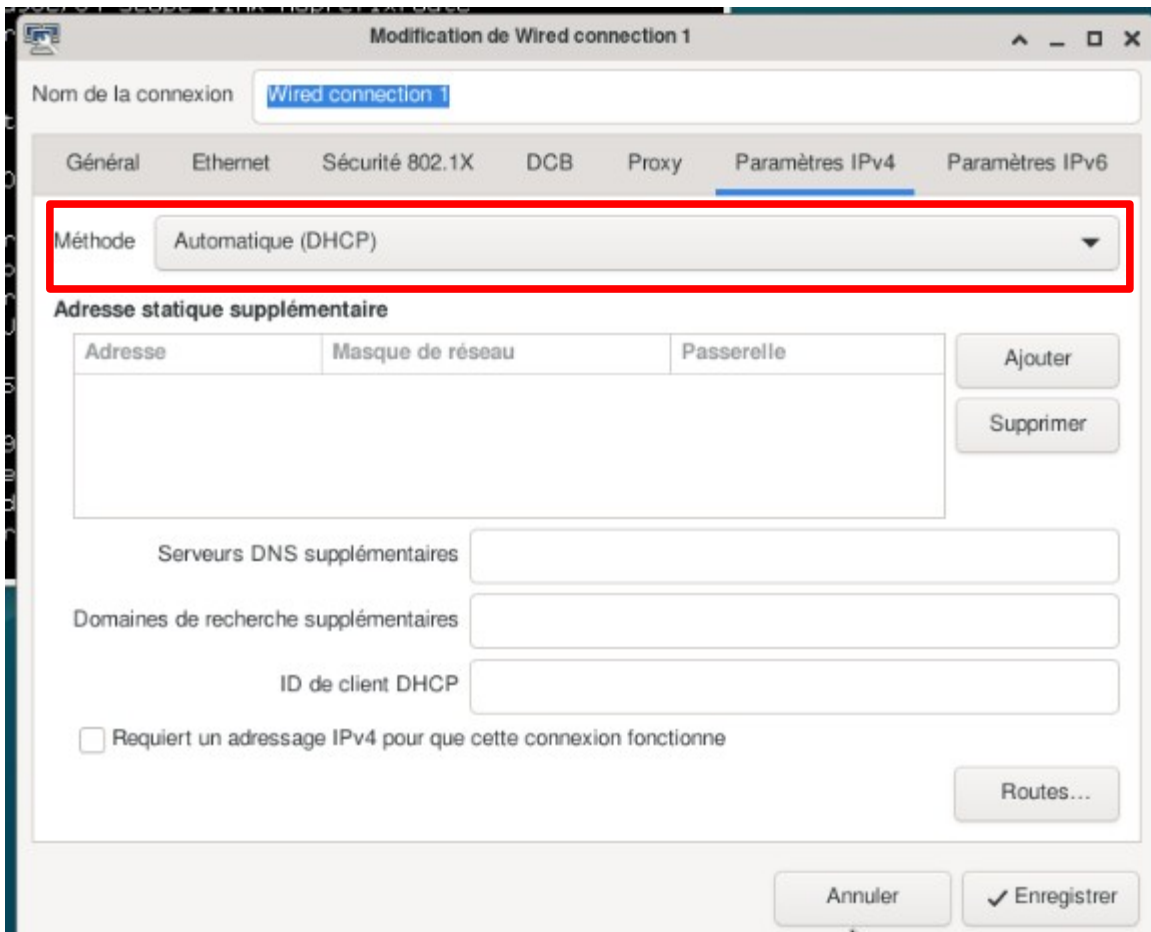 scope link noprefixroute
Modification de Wired connection 1
Nom de la connexion Wired connection 1
Général Ethernet Sécurité 802.1X DCB Proxy Paramètres IPv4 Paramètres IPv6
Méthode Automatique (DHCP)
Adresse statique supplémentaire
Adresse Masque de réseau Passerelle Ajouter
Supprimer
Serveurs DNS supplémentaires
Domaines de recherche supplémentaires
ID de client DHCP
Requiert un adressage IPv4 pour que cette connexion fonctionne
Routes...
Annuler Enregistrer